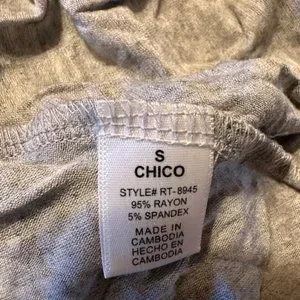 S
CHICO
STYLE# RT-8945
95% RAYON
5% SPANDEX
MADE IN
CAMBODIA
HECHO EN
CAMBODIA